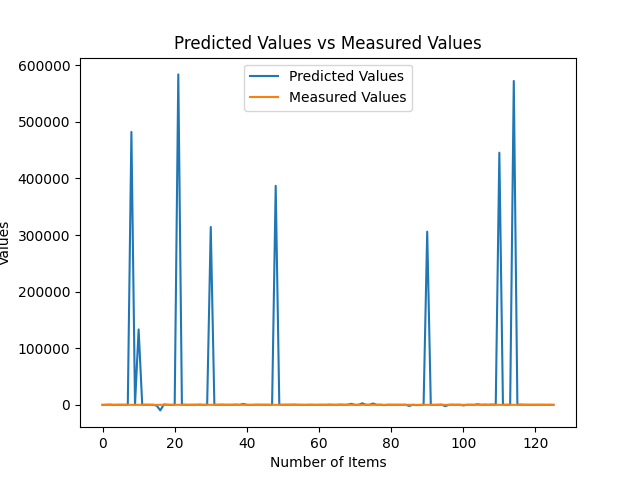 Predicted Values vs Measured Values
Predicted Values
Measured Values
600000
500000
400000
300000
200000
100000
0
Values
0 20 40 60 80 100 120
Number of Items